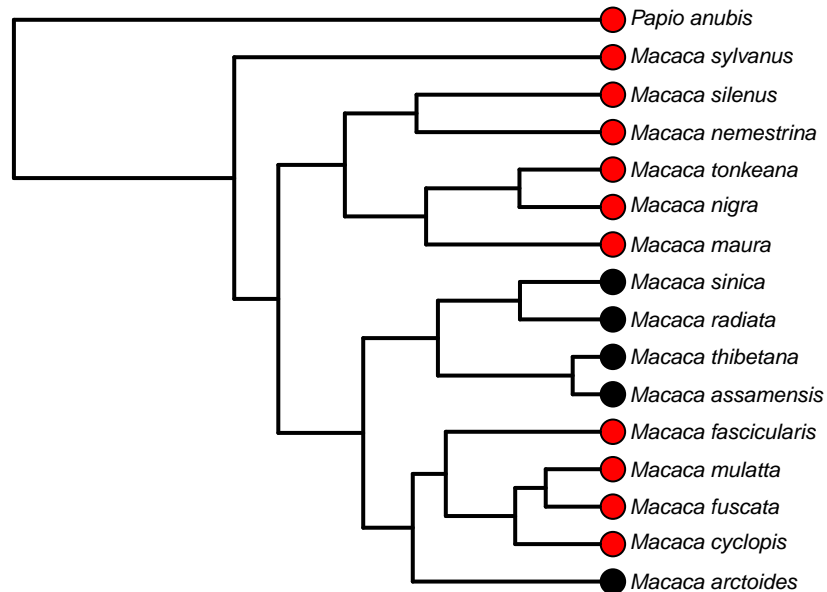 Papio anubis
Macaca sylvanus
Macaca silenus
Macaca nemestrina
Macaca tonkeana
Macaca nigra
Macaca maura
Macaca sinica
Macaca radiata
Macaca thibetana
Macaca assamensis
Macaca fascicularis
Macaca mulatta
Macaca fuscata
Macaca cyclopis
Macaca arctoides